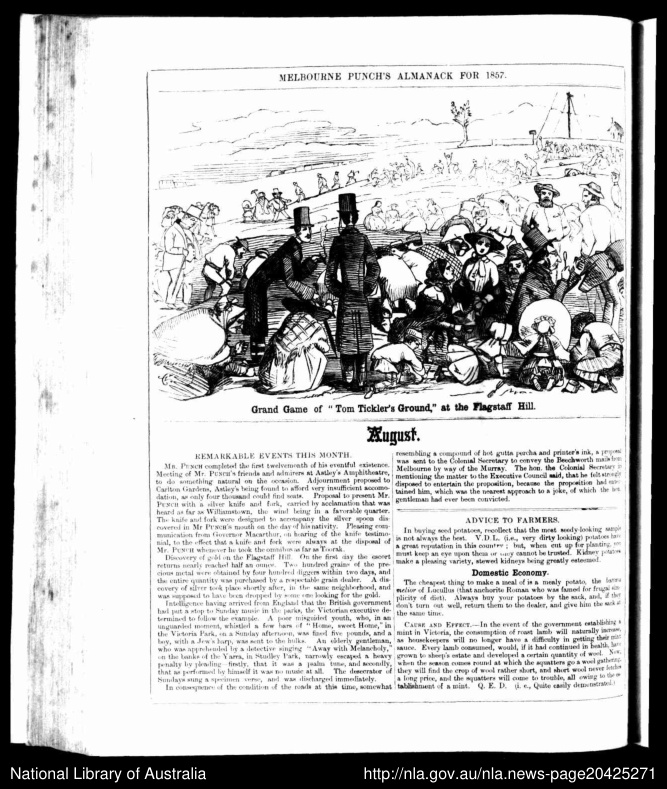 MELBOURNE PUNCH'S ALMANACK FOR 1857.
Grand Game of "Tom Tickler's Ground," at the Flagstaff Hill.
August.
REMARKABLE EVENTS THIS MONTH.
MR. PUNCH completed the first twelvemonth of his eventful existence.
Meeting of Mr. PUNCH's friends and admirers at Astley's Amphitheatre,
to do something natural on the occasion. Adjournment proposed to
Carlton Gardens, Astley's being found to afford very insufficient accomo-
dation, as only four thousand could find seats. Proposal to present Mr.
PUNCH with a silver knife and fork, carried by acclamation that was
heard as far as Williamstown, the wind being in a favorable quarter.
The knife and fork were designed to accompany the silver spoon dis-
covered in Mr PUNCH's mouth on the day of his nativity. Pleasing com-
munication from Governor Macarthur, on hearing of the knife testimo-
nial, to the effect that a knife and fork were always at the disposal of
Mr. PUNCH whenever he took the omnibus as far as Toorak.
Discovery of gold on the Flagstaff Hill. On the first day the escort
returns nearly reached half an ounce. Two hundred grains of the pre-
cious metal were obtained by four hundred diggers within two days, and
the entire quantity was purchased by a respectable grain dealer. A dis-
covery of silver took place shortly after, in the same neighborhood, and
was supposed to have been dropped by some one looking for the gold.
Intelligence having arrived from England that the British government
had put a stop to Sunday music in the parks, the Victorian executive de-
termined to follow the example. A poor misguided youth, who, in an
unguarded moment, whistled a few bars of "Home, sweet Home," in
the Victoria Park, on a Sunday afternoon, was fined five pounds, and a
boy, with a Jew's harp, was sent to the hulks. An elderly gentleman,
who was apprehended by a detective singing "Away with Melancholy,"
on the banks of the Yarra, in Studley Park, narrowly escaped a heavy
penalty by pleading firstly, that it was a psalm tune, and secondly,
that as performed by himself it was no music at all. The desecrator of
Sundays sung a specimen verse, and was discharged immediately.
In consequence of the condition of the roads at this time, somewhat
resembling a compound of hot gutta percha and printer's ink, a proposal
was sent to the Colonial Secretary to convey the Beechworth mails from
Melbourne by way of the Murray. The hon. the Colonial Secretary in
mentioning the matter to the Executive Council said, that he felt strongly
disposed to entertain the proposition, because the proposition had enter-
tained him, which was the nearest approach to a joke, of which the hon.
gentleman had ever been convicted.
ADVICE TO FARMERS.
In buying seed potatoes, recollect that the most seedy-looking sample
is not always the best. V.D.L. (i.e., very dirty looking) potatoes have
a great reputation in this country; but, when cut up for planting, you
must keep an eye upon them or they cannot be trusted. Kidney potatoes
make a pleasing variety, stewed kidneys being greatly esteemed.
Domestic Economy.
The cheapest thing to make a meal of is a mealy potato, the
of Lucullus (that anchorite Roman who was famed for frugal sim-
plicity of diet). Always buy your potatoes by the sack, and, if they
don't turn out well, return them to the dealer, and give him the sack at
the same time.
CAUSE AND EFFECT.—In the event of the government establishing a
mint in Victoria, the consumption of roast lamb will naturally increase,
as housekeepers will no longer have a difficulty in getting their mint
sauce. Every lamb consumed, would, if it had continued in health, have
grown to sheep's estate and developed a certain quantity of wool. Now,
when the season comes round at which the squatters go a wool gathering,
they will find the crop of wool rather short, and short wool never fetches
a long price, and the squatters will come to trouble, all owing to the es-
tablishment of a mint. Q. E. D. (i. e., Quite easily demonstrated.)
National Library of Australia
http://nla.gov.au/nla.news-page20425271